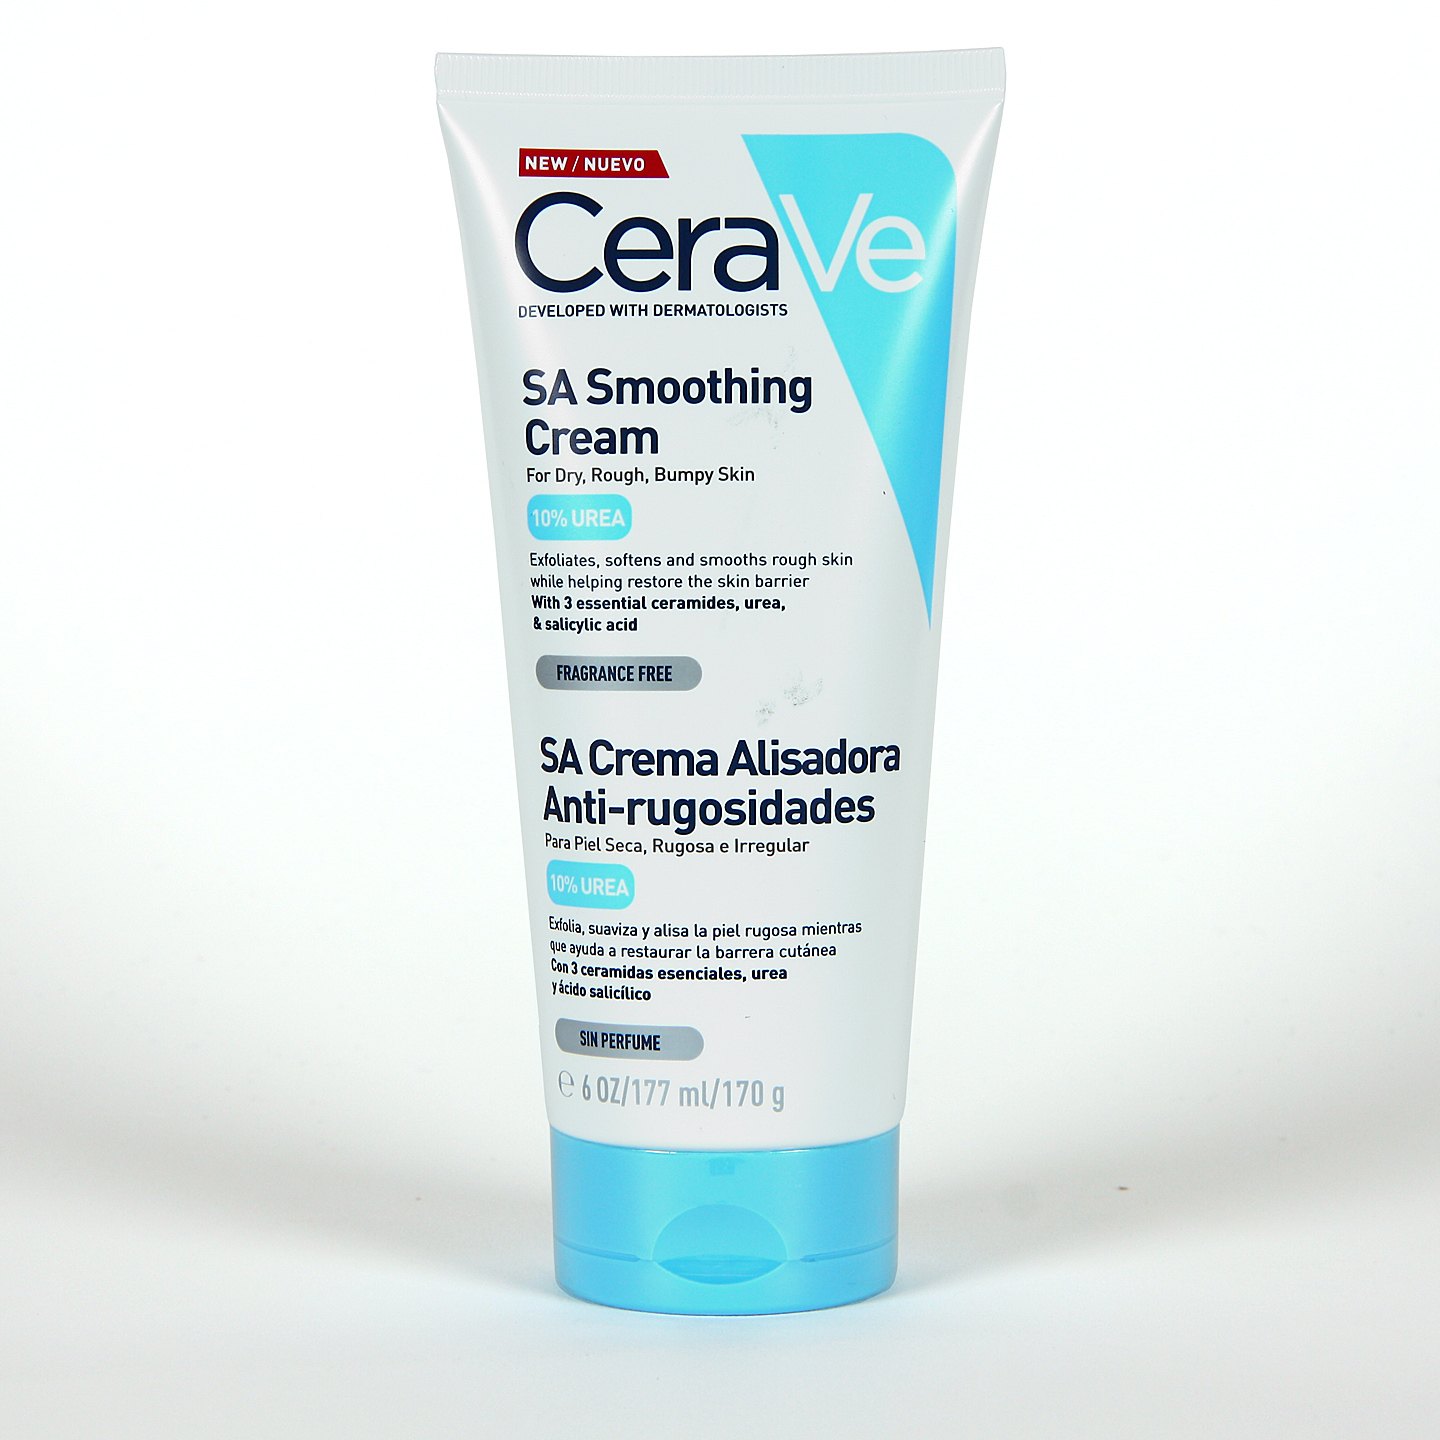 NEW / NUEVO
CeraVe
DEVELOPED WITH DERMATOLOGISTS
SA Smoothing
Cream
For Dry, Rough, Bumpy Skin
10% UREA
Exfoliates, softens and smooths rough skin
while helping restore the skin barrier
With 3 essential ceramides, urea,
& salicylic acid
FRAGRANCE FREE
SA Crema Alisadora
Anti-rugosidades
Para Piel Seca, Rugosa e Irregular
10% UREA
Exfolia, suaviza y alisa la piel rugosa mientras
que ayuda a restaurar la barrera cutánea
Con 3 ceramidas esenciales, urea
y ácido salicílico
SIN PERFUME
℮ 6 OZ/177 ml/170 g